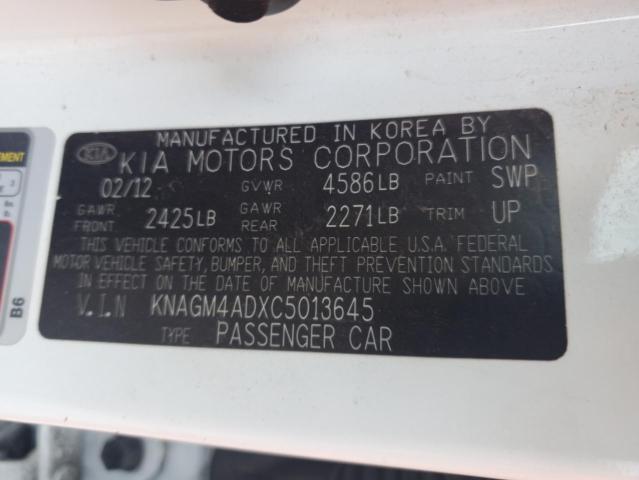 MANUFACTURED IN KOREA BY
KIA KIA MOTORS CORPORATION
02/12 GVWR 4586LB PAINT SWP
GAWR FRONT 2425LB GAWR REAR 2271LB TRIM UP
THIS VEHICLE CONFORMS TO ALL APPLICABLE U.S.A. FEDERAL
MOTOR VEHICLE SAFETY, BUMPER, AND THEFT PREVENTION STANDARDS
IN EFFECT ON THE DATE OF MANUFACTURE SHOWN ABOVE
V.I.N KNAGM4ADXC5013645
TYPE PASSENGER CAR
B6